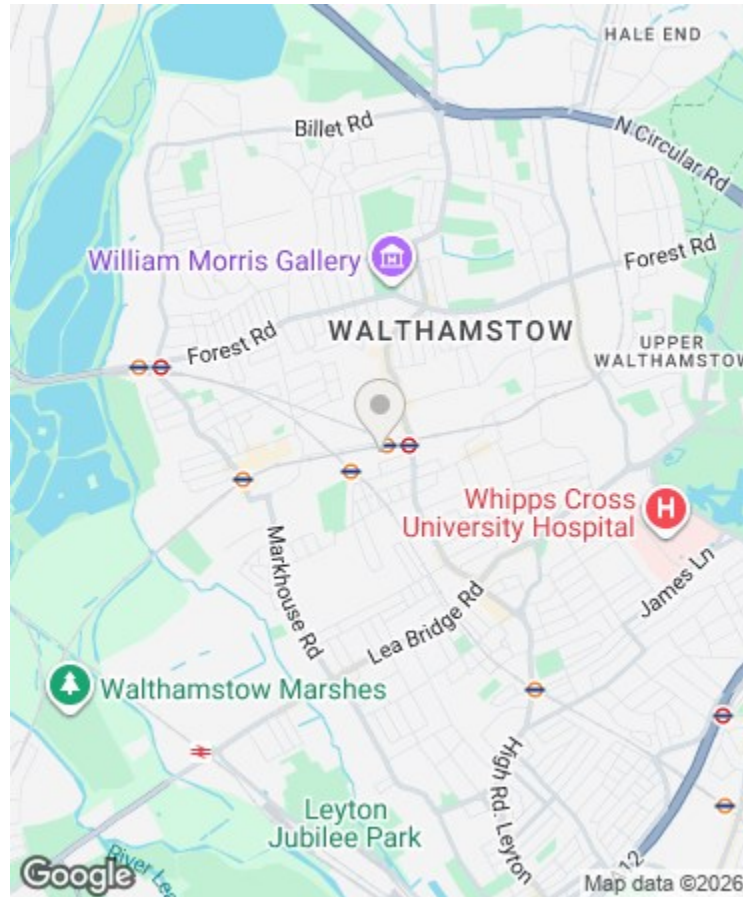 HALE END
Billet Rd
N Circular Rd
William Morris Gallery
Forest Rd
Forest Rd
WALTHAMSTOW
UPPER
WALTHAMSTOW
Whipps Cross
University Hospital
H
Markhouse Rd
James Ln
Lea Bridge Rd
Walthamstow Marshes
High Rd. Leyton
Leyton
Jubilee Park
River Lee
A12
Google
Map data ©2026